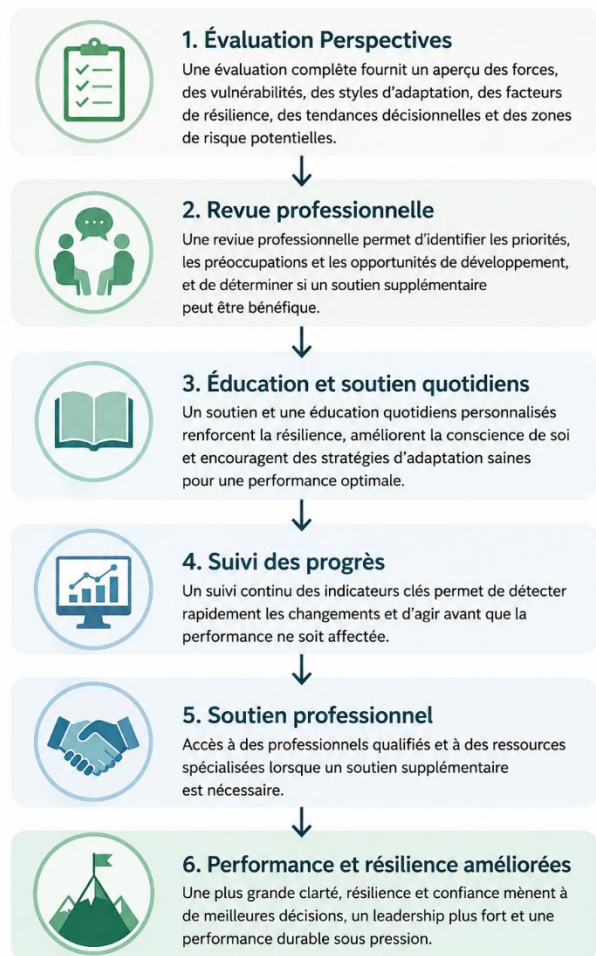 1. Évaluation Perspectives
Une évaluation complète fournit un aperçu des forces,
des vulnérabilités, des styles d’adaptation, des facteurs
de résilience, des tendances décisionnelles et des zones
de risque potentielles.
2. Revue professionnelle
Une reviue professionnelle permet d’identifier les priorités,
les préoccupations et les opportunités de développement,
et de déterminer si un soutien supplémentaire
peut être bénéfique.
3. Éducation et soutien quotidiens
Un soutien et une éducation quotidiens personnalisés
renforcent la résilience, améliorent la conscience de soi
et encouragent des stratégies d’adaptation saines
pour une performance optimale.
4. Suivi des progrès
Un suivi continu des indicateurs clés permet de détecter
rapidement les changements et d’agir avant que la
performance ne soit affectée.
5. Soutien professionnel
Accès à des professionnels qualifiés et à des ressources
spécialisées lorsque un soutien supplémentaire
est nécessaire.
6. Performance et résilience améliorées
Une plus grande clarté, résilience et confiance mènent à
de meilleures décisions, un leadership plus fort et une
performance durable sous pression.